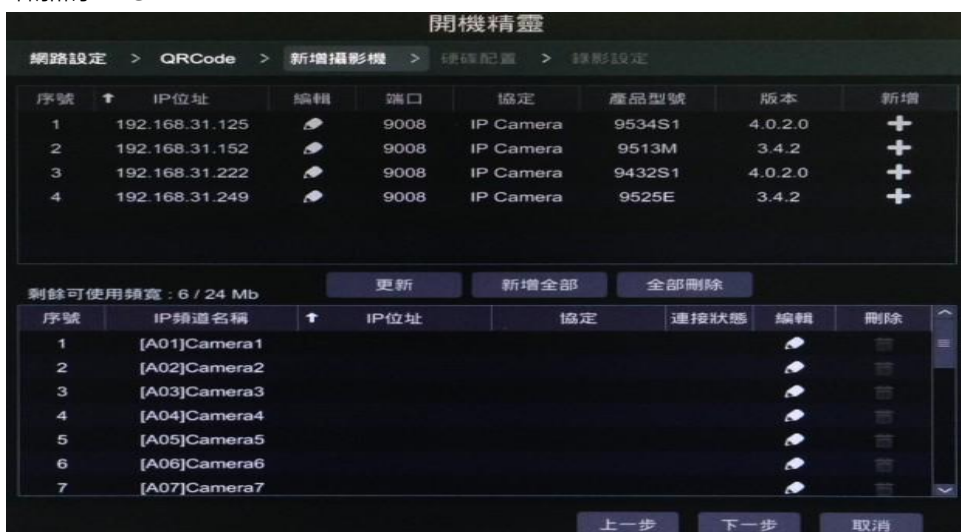 開機精靈
網路設定 > QRCode > 新增攝影機 > 硬碟配置 > 錄影設定
序號 ↑ IP位址 編輯 端口 協定 產品型號 版本 新增
1 192.168.31.125 9008 IP Camera 9534S1 4.0.2.0
2 192.168.31.152 9008 IP Camera 9513M 3.4.2
3 192.168.31.222 9008 IP Camera 9432S1 4.0.2.0
4 192.168.31.249 9008 IP Camera 9525E 3.4.2
更新 新增全部 全部刪除
剩餘可使用頻寬 : 6 / 24 Mb
序號 IP頻道名稱 ↑ IP位址 協定 連接狀態 編輯 刪除
1 [A01]Camera1
2 [A02]Camera2
3 [A03]Camera3
4 [A04]Camera4
5 [A05]Camera5
6 [A06]Camera6
7 [A07]Camera7
上一步 下一步 取消